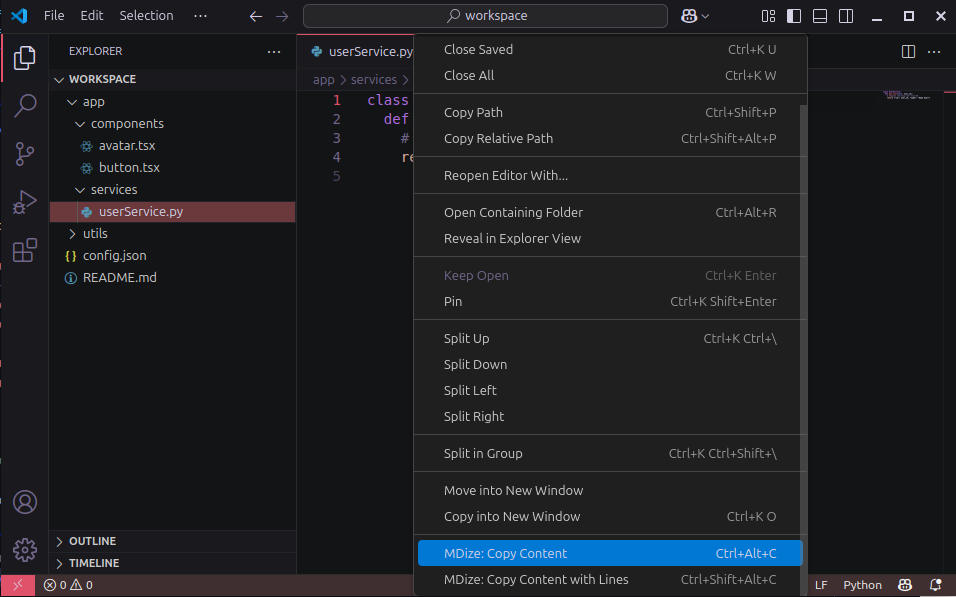 File Edit Selection ···
workspace
EXPLORER ···
WORKSPACE
app
components
avatar.tsx
button.tsx
services
userService.py
utils
config.json
README.md
OUTLINE
TIMELINE
0 0
userService.py
app > services >
1 class
2 def
3 #
4 re
5
Close Saved Ctrl+K U
Close All Ctrl+K W
Copy Path Ctrl+Shift+P
Copy Relative Path Ctrl+Shift+Alt+P
Reopen Editor With...
Open Containing Folder Ctrl+Alt+R
Reveal in Explorer View
Keep Open Ctrl+K Enter
Pin Ctrl+K Shift+Enter
Split Up Ctrl+K Ctrl+\
Split Down
Split Left
Split Right
Split in Group Ctrl+K Ctrl+Shift+\
Move into New Window
Copy into New Window Ctrl+K O
MDize: Copy Content Ctrl+Alt+C
MDize: Copy Content with Lines Ctrl+Shift+Alt+C
LF Python